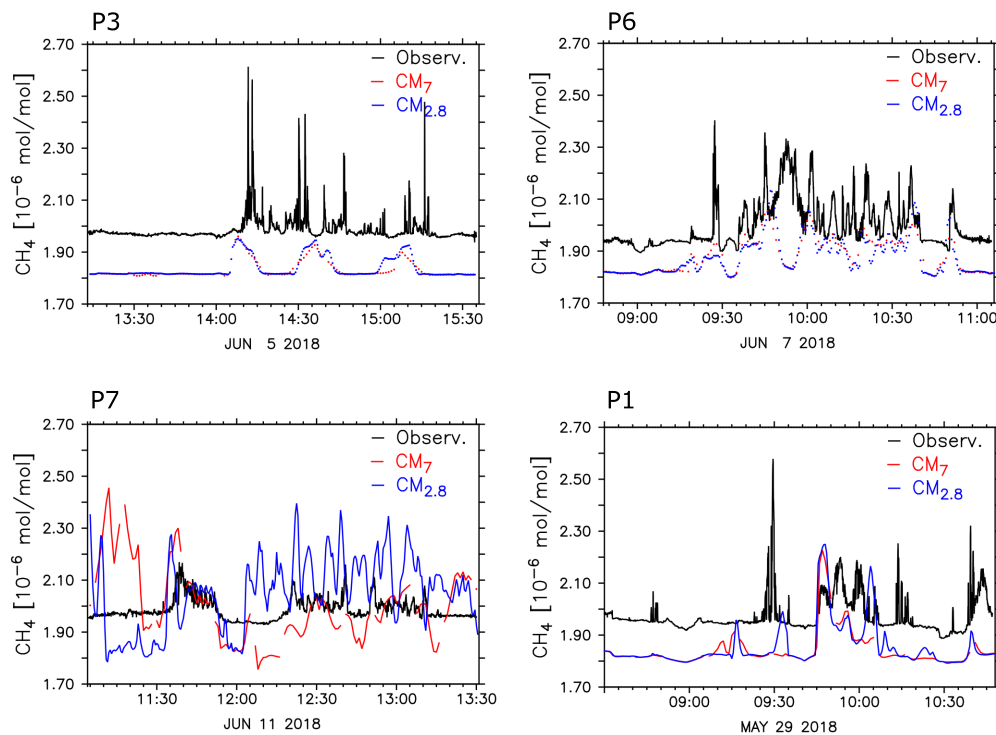 P3
2.70
2.50
2.30
2.10
1.90
1.70
CH4 [10−6 mol/mol]
Observ.
CM7
CM2.8
13:30 14:00 14:30 15:00 15:30
JUN 5 2018
P6
2.70
2.50
2.30
2.10
1.90
1.70
CH4 [10−6 mol/mol]
Observ.
CM7
CM2.8
09:00 09:30 10:00 10:30 11:00
JUN 7 2018
P7
2.70
2.50
2.30
2.10
1.90
1.70
CH4 [10−6 mol/mol]
Observ.
CM7
CM2.8
11:30 12:00 12:30 13:00 13:30
JUN 11 2018
P1
2.70
2.50
2.30
2.10
1.90
1.70
CH4 [10−6 mol/mol]
Observ.
CM7
CM2.8
09:00 09:30 10:00 10:30
MAY 29 2018